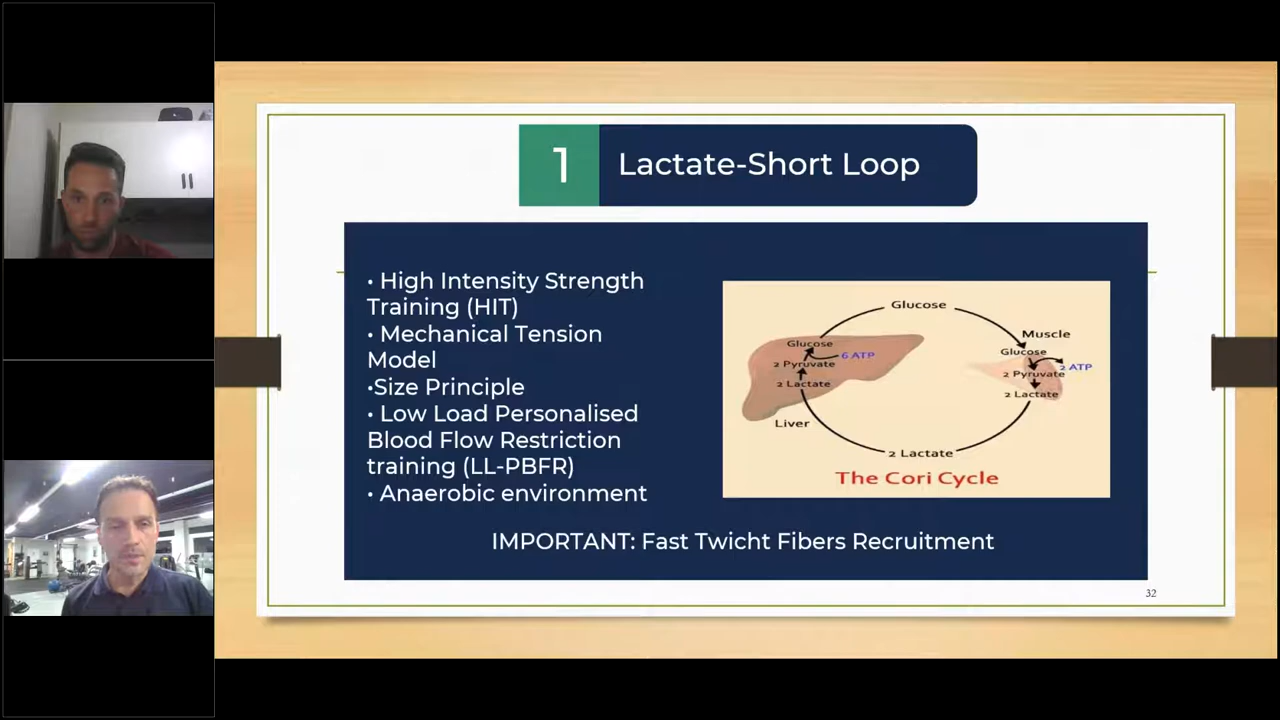 1 Lactate-Short Loop
• High Intensity Strength
Training (HIT)
• Mechanical Tension
Model
•Size Principle
• Low Load Personalised
Blood Flow Restriction
training (LL-PBFR)
• Anaerobic environment
Glucose
Muscle
Glucose
2 Pyruvate
2 ATP
2 Lactate
Glucose
6 ATP
2 Pyruvate
2 Lactate
Liver
2 Lactate
The Cori Cycle
IMPORTANT: Fast Twicht Fibers Recruitment
32